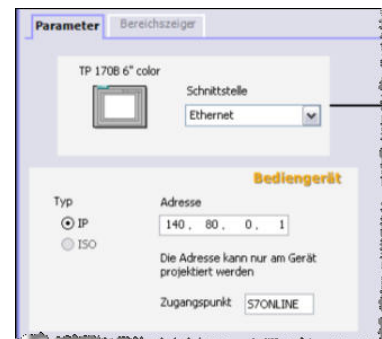 Parameter Bereichszeiger
TP 170B 6" color
Schnittstelle
Ethernet
Bediengerät
Typ
Adresse
IP
140 . 80 . 0 . 1
ISO
Die Adresse kann nur am Gerät
projektiert werden
Zugangspunkt S7ONLINE